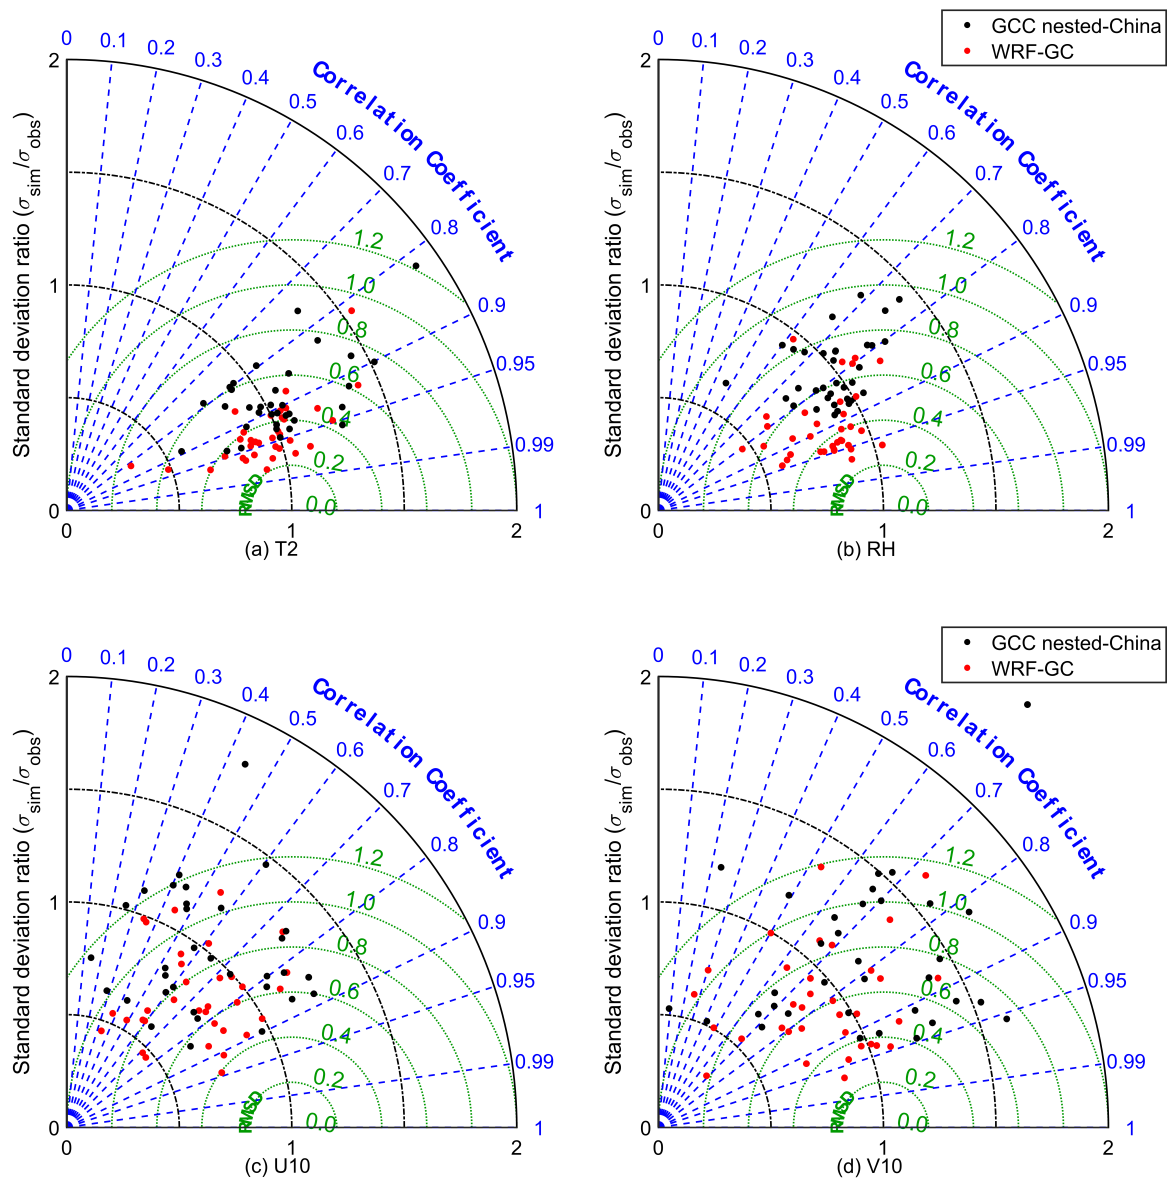 GCC nested-China
WRF-GC
0 0.1 0.2 0.3 0.4 0.5 0.6 0.7 0.8 0.9 0.95 0.99 1
Correlation Coefficient
Standard deviation ratio (σsim/σobs)
2
1
0
0 1 2
1.2
1.0
0.8
0.6
0.4
0.2
0.0
RMSD
(a) T2
0 0.1 0.2 0.3 0.4 0.5 0.6 0.7 0.8 0.9 0.95 0.99 1
Correlation Coefficient
Standard deviation ratio (σsim/σobs)
2
1
0
0 1 2
1.2
1.0
0.8
0.6
0.4
0.2
0.0
RMSD
(b) RH
GCC nested-China
WRF-GC
0 0.1 0.2 0.3 0.4 0.5 0.6 0.7 0.8 0.9 0.95 0.99 1
Correlation Coefficient
Standard deviation ratio (σsim/σobs)
2
1
0
0 1 2
1.2
1.0
0.8
0.6
0.4
0.2
0.0
RMSD
(c) U10
0 0.1 0.2 0.3 0.4 0.5 0.6 0.7 0.8 0.9 0.95 0.99 1
Correlation Coefficient
Standard deviation ratio (σsim/σobs)
2
1
0
0 1 2
1.2
1.0
0.8
0.6
0.4
0.2
0.0
RMSD
(d) V10